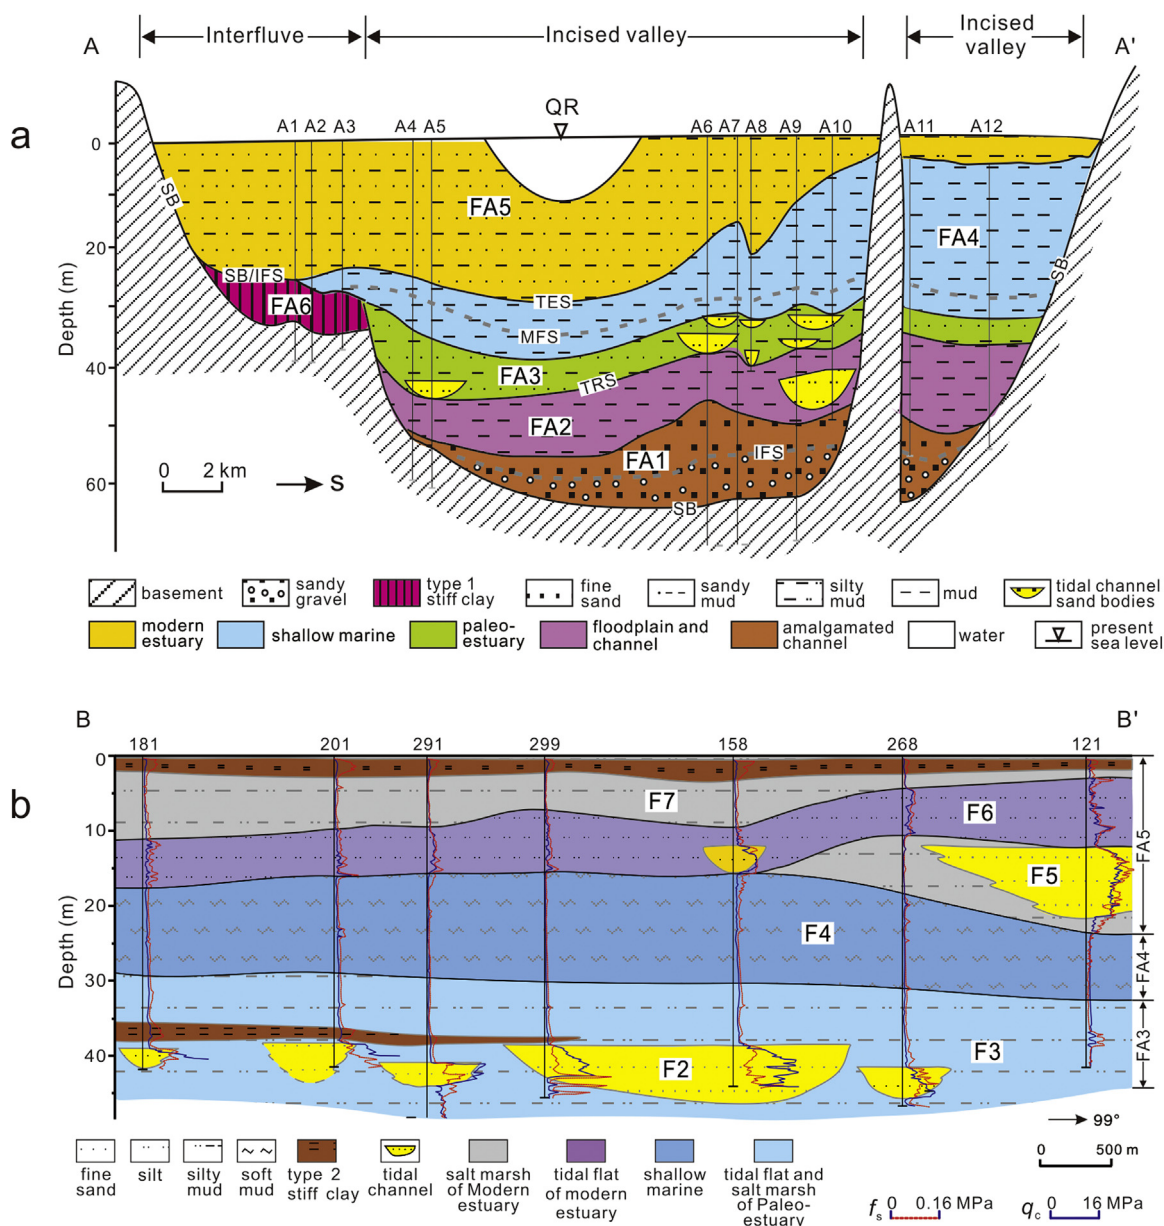 A
Interfluve
Incised valley
Incised
valley
A'
a
QR
A1 A2 A3 A4 A5 A6 A7 A8 A9 A10 A11 A12
0
20
40
60
Depth (m)
SB
SB/IFS
FA6
FA5
TES
MFS
FA3
TRS
FA2
FA1
IFS
SB
FA4
SB
0 2 km
S
basement
sandy
gravel
type 1
stiff clay
fine
sand
sandy
mud
silty
mud
mud
tidal channel
sand bodies
modern
estuary
shallow marine
paleo-
estuary
floodplain and
channel
amalgamated
channel
water
present
sea level
B
B'
181 201 291 299 158 268 121
b
0
10
20
30
40
Depth (m)
F7
F6
F5
F4
F3
F2
FA5
FA4
FA3
99°
0 500 m
fine
sand
silt
silty
mud
soft
mud
type 2
stiff clay
tidal
channel
salt marsh
of Modern
estuary
tidal flat
of modern
estuary
shallow
marine
tidal flat and
salt marsh
of Paleo-
estuary
fs 0 0.16 MPa
qc 0 16 MPa